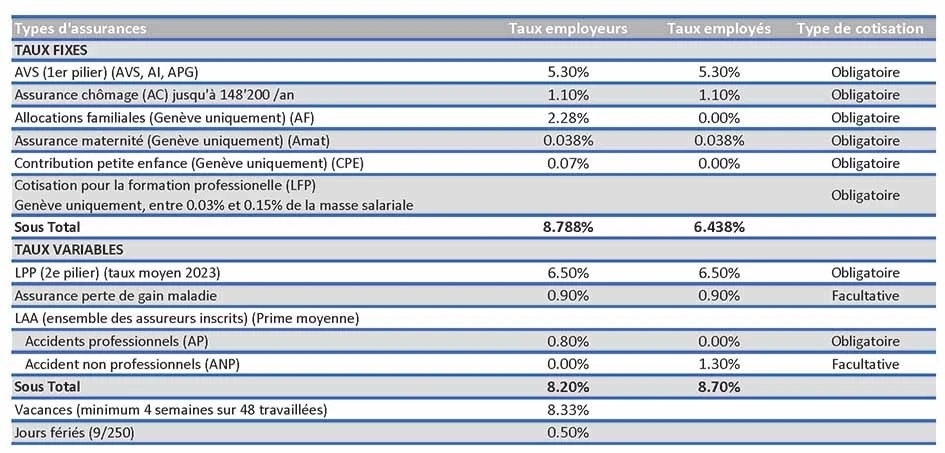 Types d'assurances Taux employeurs Taux employés Type de cotisation
TAUX FIXES
AVS (1er pilier) (AVS, AI, APG) 5.30% 5.30% Obligatoire
Assurance chômage (AC) jusqu'à 148'200 /an 1.10% 1.10% Obligatoire
Allocations familiales (Genève uniquement) (AF) 2.28% 0.00% Obligatoire
Assurance maternité (Genève uniquement) (Amat) 0.038% 0.038% Obligatoire
Contribution petite enfance (Genève uniquement) (CPE) 0.07% 0.00% Obligatoire
Cotisation pour la formation professionelle (LFP)
Genève uniquement, entre 0.03% et 0.15% de la masse salariale Obligatoire
Sous Total 8.788% 6.438%
TAUX VARIABLES
LPP (2e pilier) (taux moyen 2023) 6.50% 6.50% Obligatoire
Assurance perte de gain maladie 0.90% 0.90% Facultative
LAA (ensemble des assureurs inscrits) (Prime moyenne)
Accidents professionnels (AP) 0.80% 0.00% Obligatoire
Accident non professionnels (ANP) 0.00% 1.30% Facultative
Sous Total 8.20% 8.70%
Vacances (minimum 4 semaines sur 48 travaillées) 8.33%
Jours fériés (9/250) 0.50%